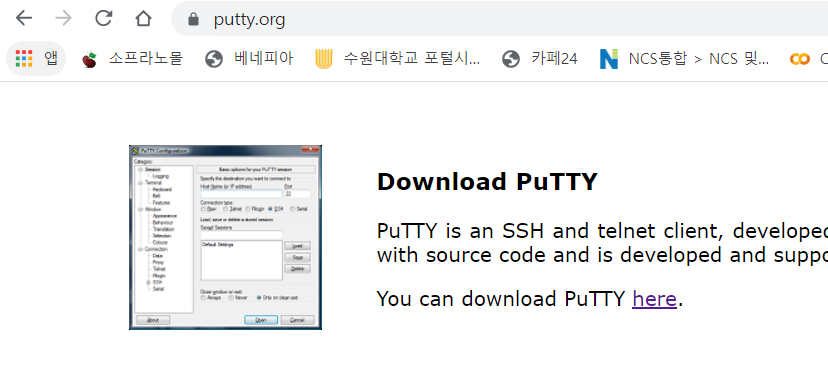 putty.org
앱 소프라노몰 베네피아 수원대학교 포털시... 카페24 NCS통합 > NCS 및... CO C
PuTTY Configuration
Category:
Session
Logging
Terminal
Keyboard
Bell
Features
Window
Appearance
Behaviour
Translation
Selection
Colours
Connection
Data
Proxy
Telnet
Rlogin
SSH
Serial
Basic options for your PuTTY session
Specify the destination you want to connect to
Host Name (or IP address) Port
22
Connection type:
Raw Telnet Rlogin SSH Serial
Load, save or delete a stored session
Saved Sessions
Default Settings
Load
Save
Delete
Close window on exit:
Always Never Only on clean exit
About Open Cancel
Download PuTTY
PuTTY is an SSH and telnet client, developed
with source code and is developed and suppo
You can download PuTTY here.